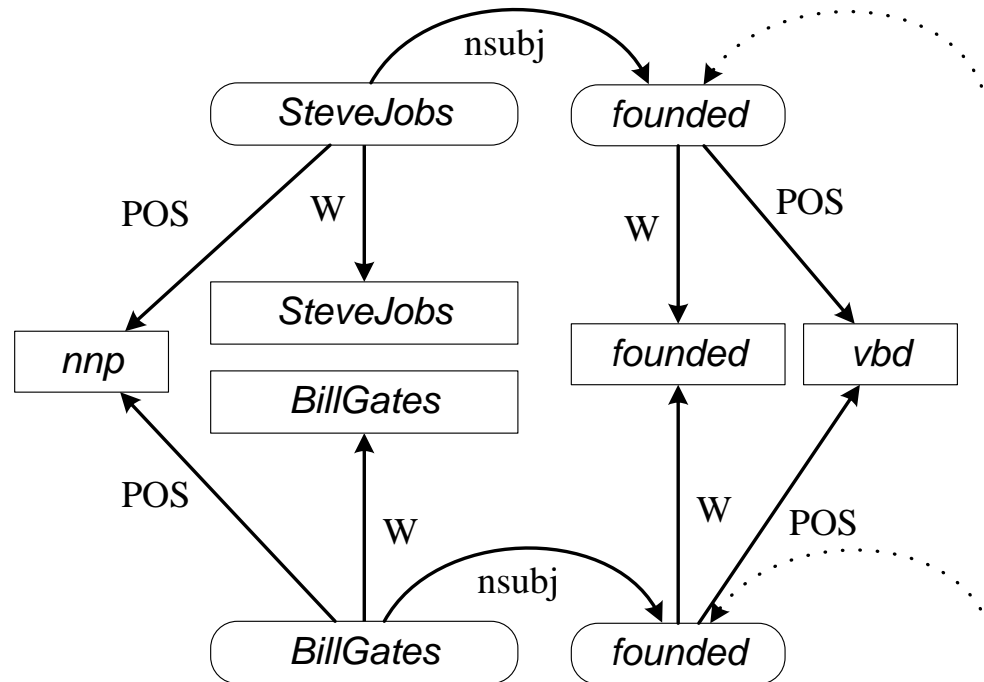 nsubj
SteveJobs
founded
POS
W
W
POS
SteveJobs
nnp
founded
vbd
BillGates
POS
W
W
POS
nsubj
BillGates
founded